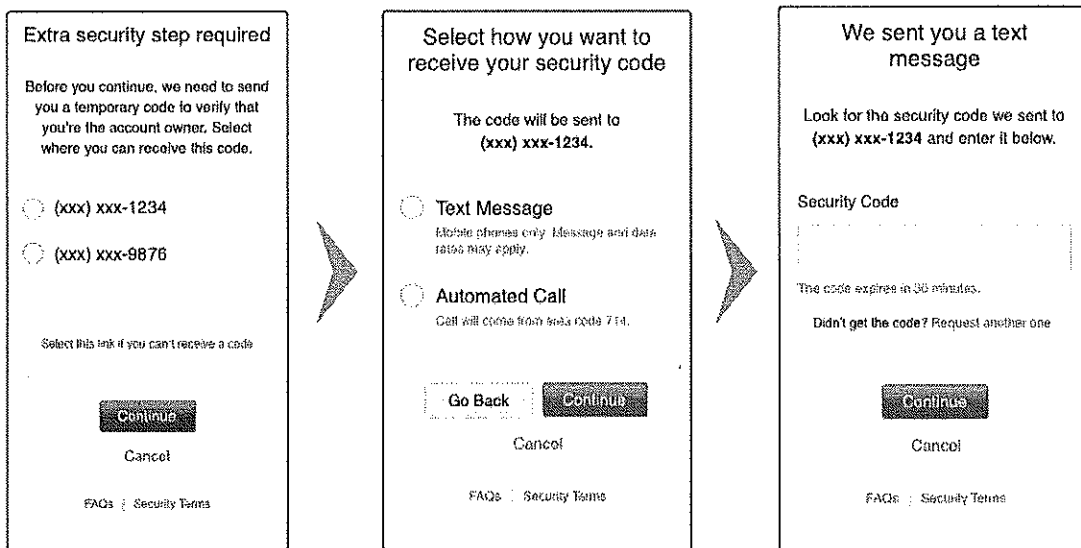 Extra security step required
Before you continue, we need to send
you a temporary code to verify that
you're the account owner. Select
where you can receive this code.
(xxx) xxx-1234
(xxx) xxx-9876
Select this link if you can't receive a code
Continue
Cancel
FAQs | Security Terms
Select how you want to
receive your security code
The code will be sent to
(xxx) xxx-1234.
Text Message
Mobile phones only. Message and data
rates may apply.
Automated Call
Call will come from area code 714.
Go Back
Continue
Cancel
FAQs | Security Terms
We sent you a text
message
Look for the security code we sent to
(xxx) xxx-1234 and enter it below.
Security Code
The code expires in 30 minutes.
Didn't get the code? Request another one
Continue
Cancel
FAQs | Security Terms